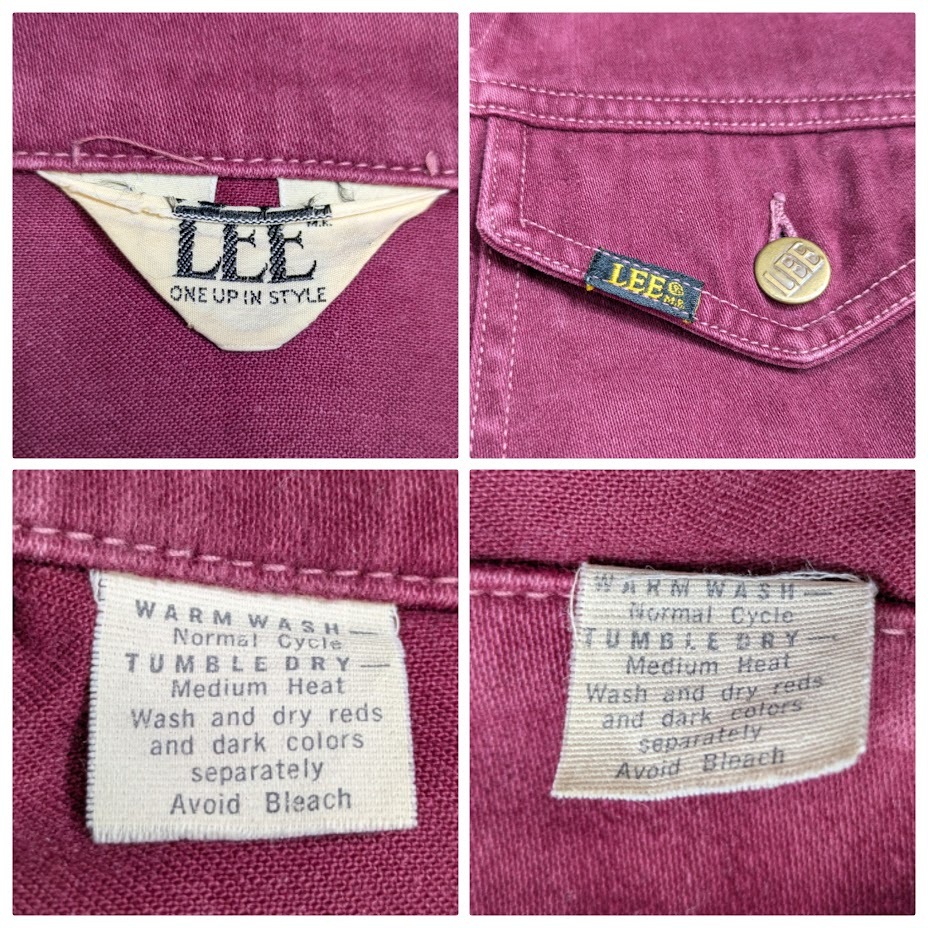 LEE
M.R.
ONE UP IN STYLE
LEE ® M.R.
LEE
WARM WASH—
Normal Cycle
TUMBLE DRY—
Medium Heat
Wash and dry reds
and dark colors
separately
Avoid Bleach
WARM WASH—
Normal Cycle
TUMBLE DRY—
Medium Heat
Wash and dry reds
and dark colors
separately
Avoid Bleach